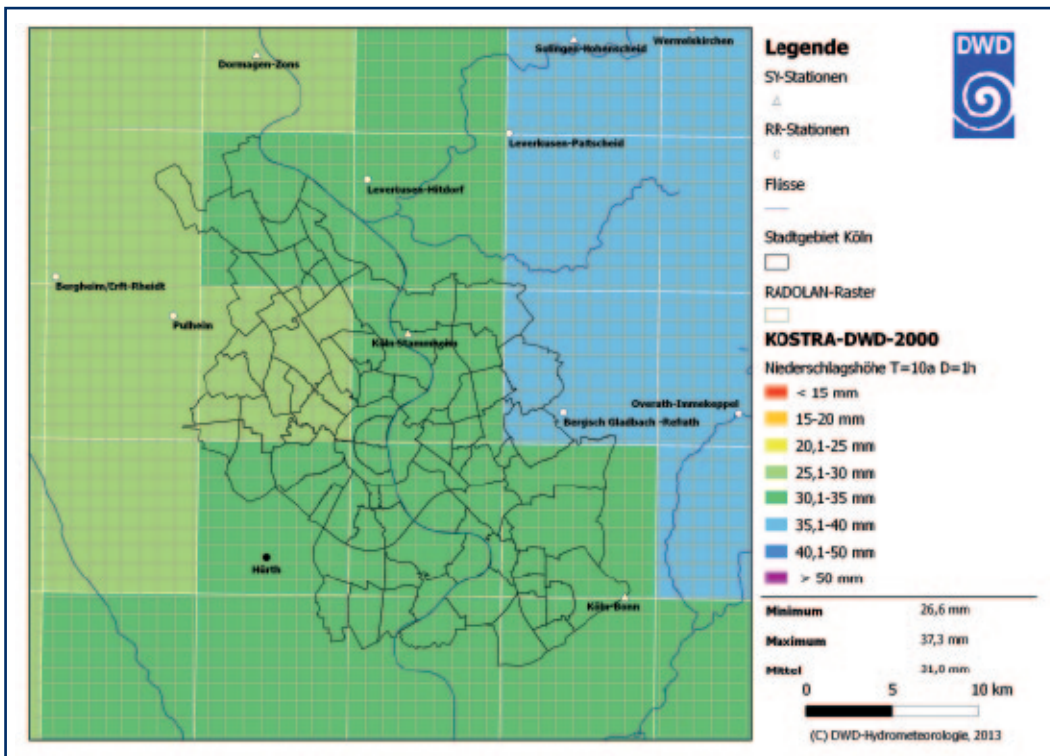 Solingen-Hohenscheid
Wermelskirchen
Dormagen-Zons
Leverkusen-Pattscheid
Leverkusen-Hitdorf
Bergheim/Erft-Rheidt
Pulheim
Köln-Stammheim
Overath-Immekeppel
Bergisch Gladbach -Refrath
Hürth
Köln-Bonn
Legende
DWD
SY-Stationen
RR-Stationen
Flüsse
Stadtgebiet Köln
RADOLAN-Raster
KOSTRA-DWD-2000
Niederschlagshöhe T=10a D=1h
< 15 mm
15-20 mm
20,1-25 mm
25,1-30 mm
30,1-35 mm
35,1-40 mm
40,1-50 mm
> 50 mm
Minimum 26,6 mm
Maximum 37,3 mm
Mittel 31,0 mm
0 5 10 km
(C) DWD-Hydrometeorologie, 2013